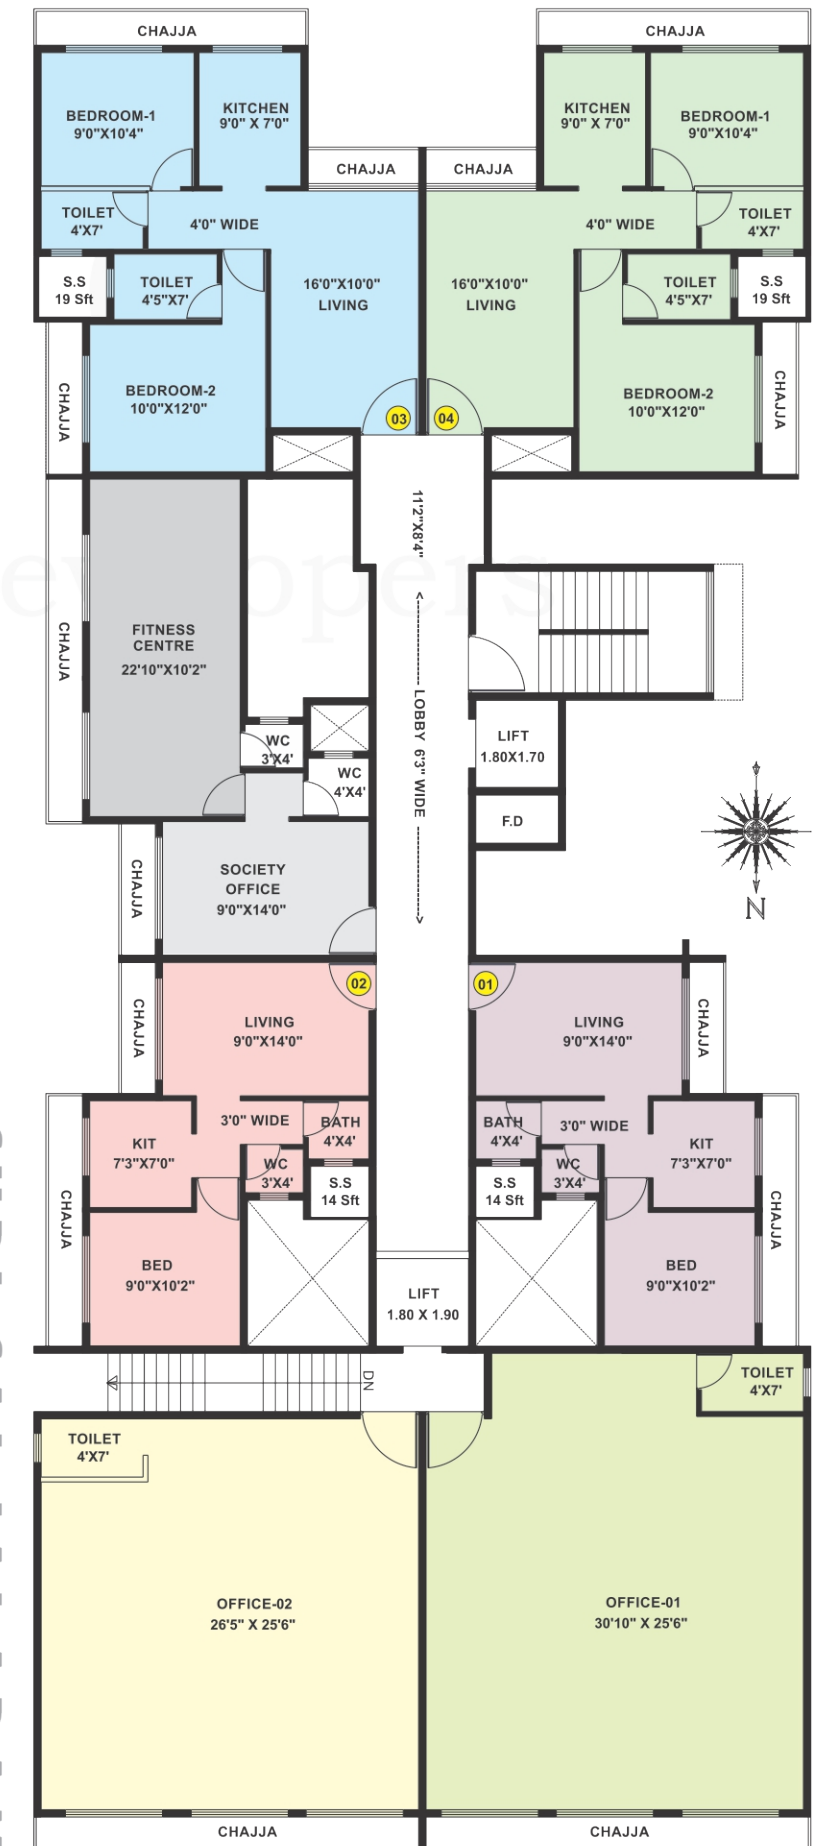 CHAJJA
CHAJJA
BEDROOM-1
9'0"X10'4"
KITCHEN
9'0" X 7'0"
KITCHEN
9'0" X 7'0"
BEDROOM-1
9'0"X10'4"
CHAJJA
CHAJJA
TOILET
4'X7'
4'0" WIDE
4'0" WIDE
TOILET
4'X7'
S.S
19 Sft
TOILET
4'5"X7'
16'0"X10'0"
LIVING
16'0"X10'0"
LIVING
TOILET
4'5"X7'
S.S
19 Sft
CHAJJA
BEDROOM-2
10'0"X12'0"
03
04
BEDROOM-2
10'0"X12'0"
CHAJJA
11'2"X8'4"
CHAJJA
FITNESS
CENTRE
22'10"X10'2"
LOBBY 6'3" WIDE
WC
3'X4'
WC
4'X4'
LIFT
1.80X1.70
F.D
N
CHAJJA
SOCIETY
OFFICE
9'0"X14'0"
02
01
CHAJJA
LIVING
9'0"X14'0"
LIVING
9'0"X14'0"
CHAJJA
KIT
7'3"X7'0"
3'0" WIDE
BATH
4'X4'
BATH
4'X4'
3'0" WIDE
KIT
7'3"X7'0"
WC
3'X4'
S.S
14 Sft
S.S
14 Sft
WC
3'X4'
CHAJJA
BED
9'0"X10'2"
BED
9'0"X10'2"
CHAJJA
LIFT
1.80 X 1.90
DN
TOILET
4'X7'
TOILET
4'X7'
OFFICE-02
26'5" X 25'6"
OFFICE-01
30'10" X 25'6"
CHAJJA
CHAJJA